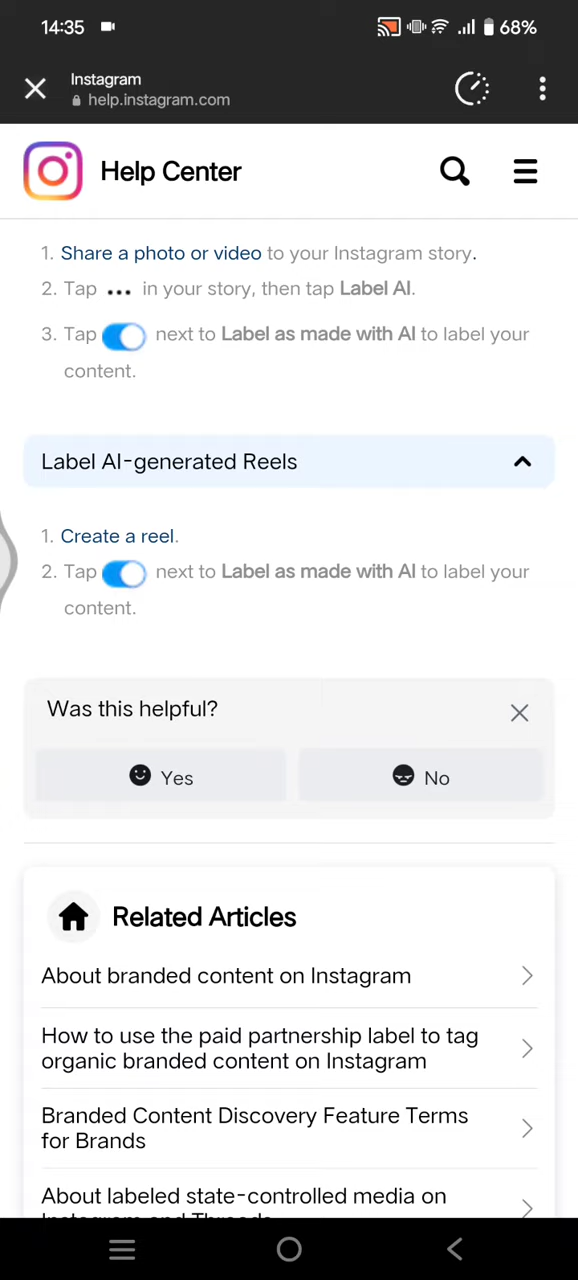 14:35
68%
Instagram
help.instagram.com
Help Center
1. Share a photo or video to your Instagram story.
2. Tap ... in your story, then tap Label AI.
3. Tap next to Label as made with AI to label your
content.
Label AI-generated Reels
1. Create a reel.
2. Tap next to Label as made with AI to label your
content.
Was this helpful?
Yes
No
Related Articles
About branded content on Instagram
How to use the paid partnership label to tag
organic branded content on Instagram
Branded Content Discovery Feature Terms
for Brands
About labeled state-controlled media on
Instagram and Threads